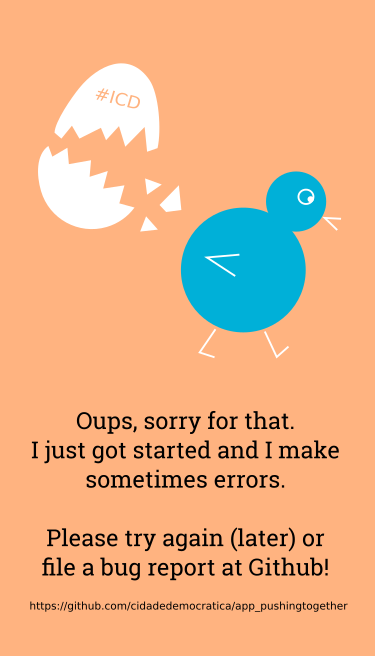 #ICD
Oups, sorry for that.
I just got started and I make
sometimes errors.
Please try again (later) or
file a bug report at Github!
https://github.com/cidadedemocratica/app_pushingtogether